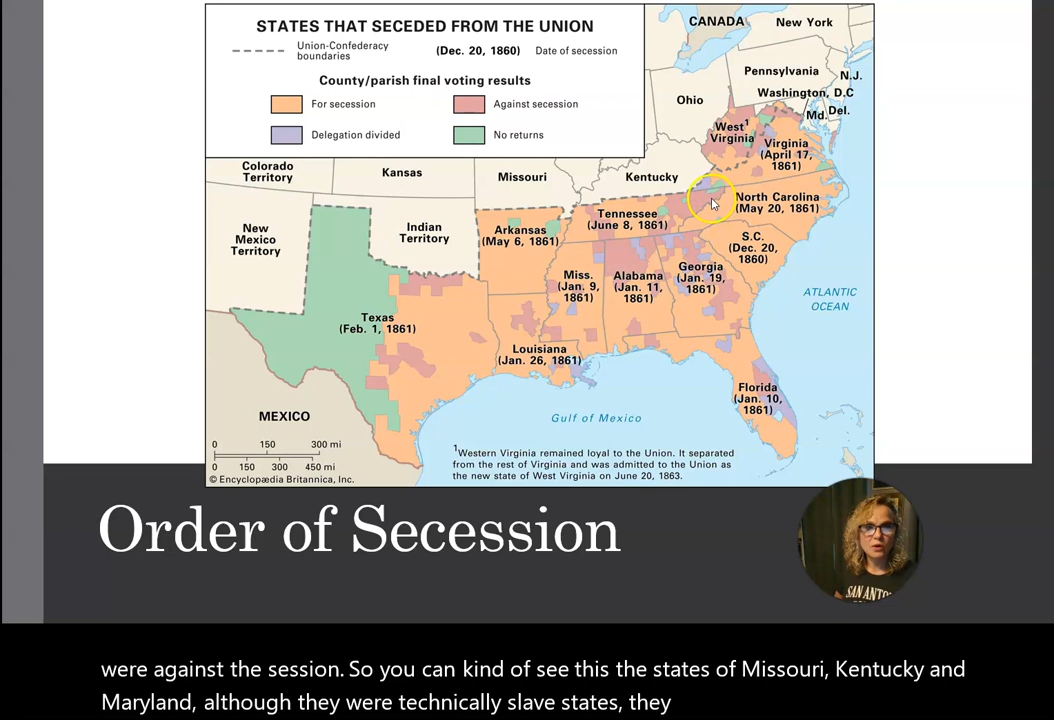 STATES THAT SECEDED FROM THE UNION
Union-Confederacy
boundaries
(Dec. 20, 1860) Date of secession
County/parish final voting results
For secession
Against secession
Delegation divided
No returns
CANADA
New York
Pennsylvania
N.J.
Ohio
Washington, D.C
Md.
Del.
West¹
Virginia
Virginia
(April 17,
1861)
Colorado
Territory
Kansas
Missouri
Kentucky
North Carolina
(May 20, 1861)
Tennessee
(June 8, 1861)
Arkansas
(May 6, 1861)
Indian
Territory
New
Mexico
Territory
S.C.
(Dec. 20,
1860)
Miss.
(Jan. 9,
1861)
Alabama
(Jan. 11,
1861)
Georgia
(Jan. 19,
1861)
ATLANTIC
OCEAN
Texas
(Feb. 1, 1861)
Louisiana
(Jan. 26, 1861)
Florida
(Jan. 10,
1861)
MEXICO
Gulf of Mexico
0 150 300 mi
0 150 300 450 mi
© Encyclopædia Britannica, Inc.
¹Western Virginia remained loyal to the Union. It separated
from the rest of Virginia and was admitted to the Union as
the new state of West Virginia on June 20, 1863.
Order of Secession
SAN ANTO
were against the session. So you can kind of see this the states of Missouri, Kentucky and
Maryland, although they were technically slave states, they